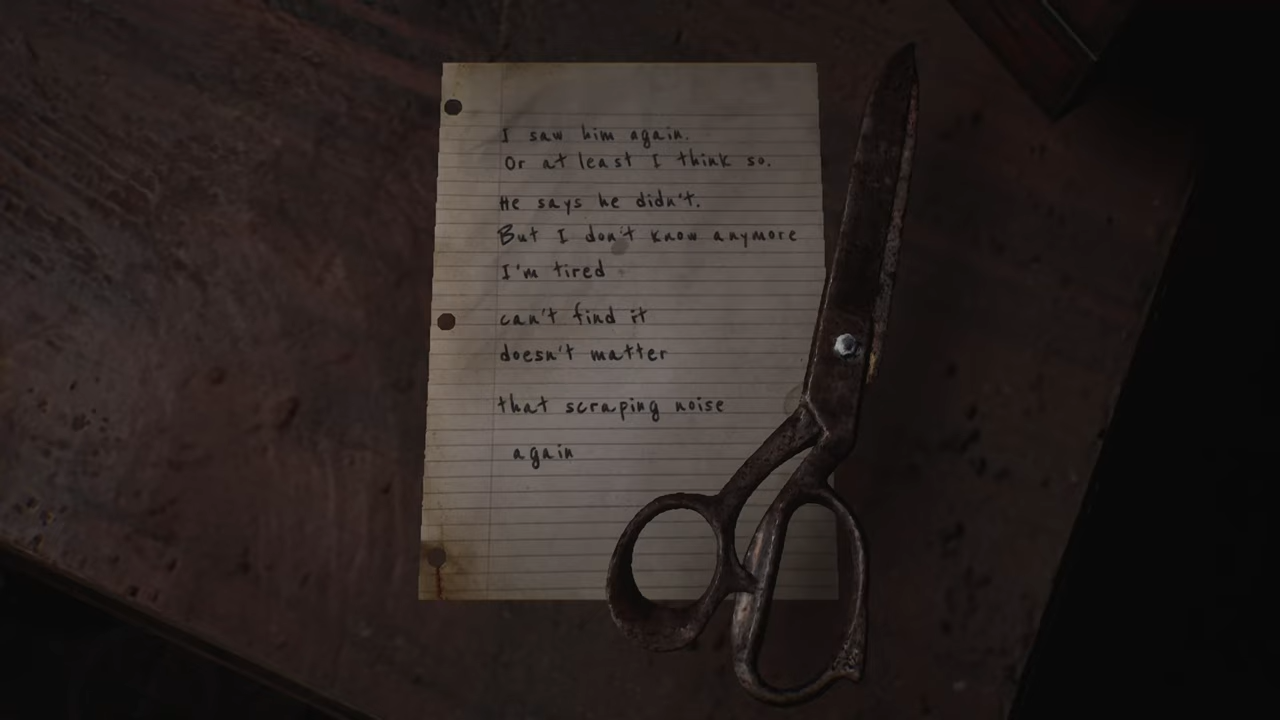 I saw him again.
Or at least I think so.
He says he didn't.
But I don't know anymore
I'm tired
can't find it
doesn't matter
that scraping noise
again